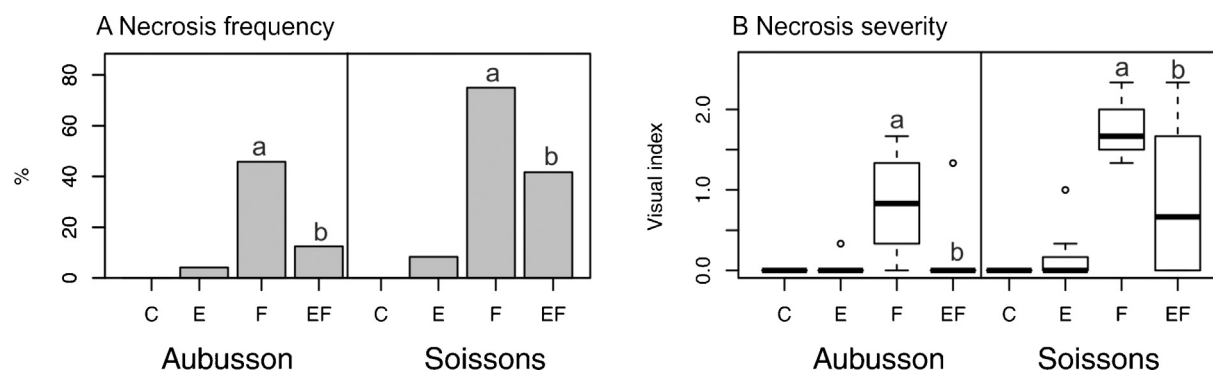 A Necrosis frequency
%
80
60
40
20
0
a
b
a
b
C E F EF C E F EF
Aubusson Soissons
B Necrosis severity
Visual index
2.0
1.0
0.0
a
b
a
b
C E F EF C E F EF
Aubusson Soissons